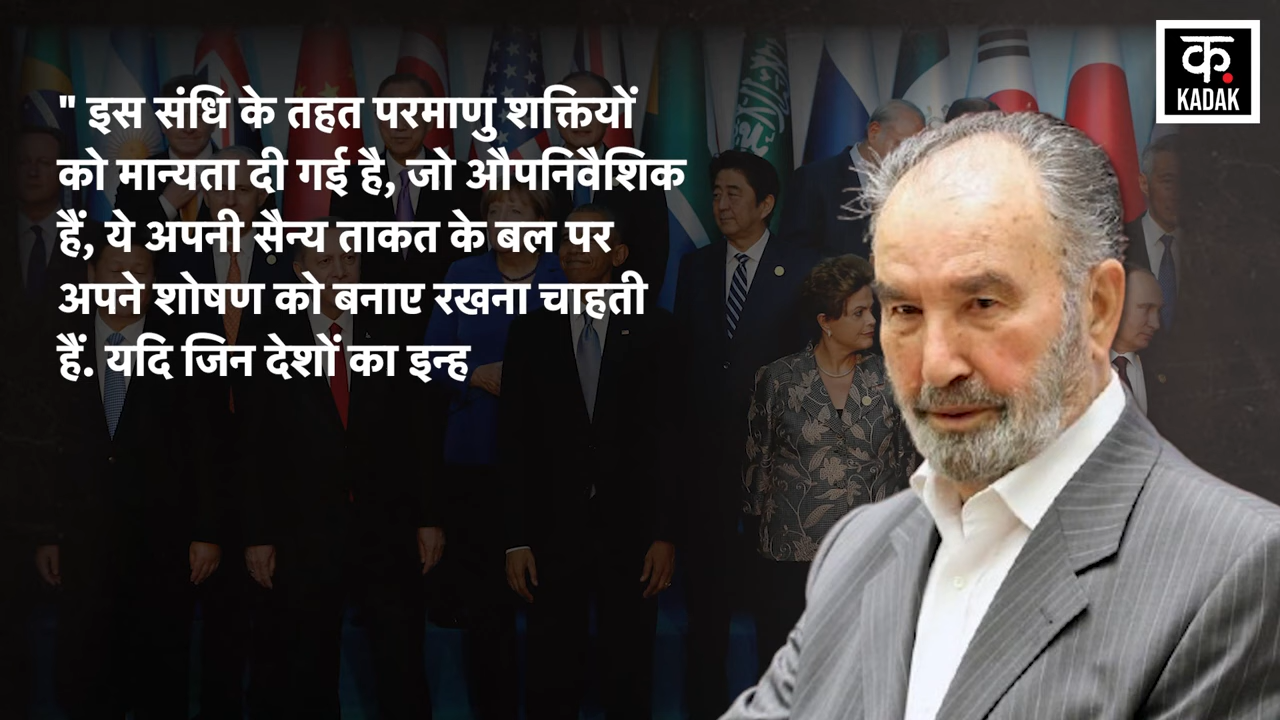 " इस संधि के तहत परमाणु शक्तियों
को मान्यता दी गई है, जो औपनिवैशिक
हैं, ये अपनी सैन्य ताकत के बल पर
अपने शोषण को बनाए रखना चाहती
हैं. यदि जिन देशों का इन्ह
क.
KADAK